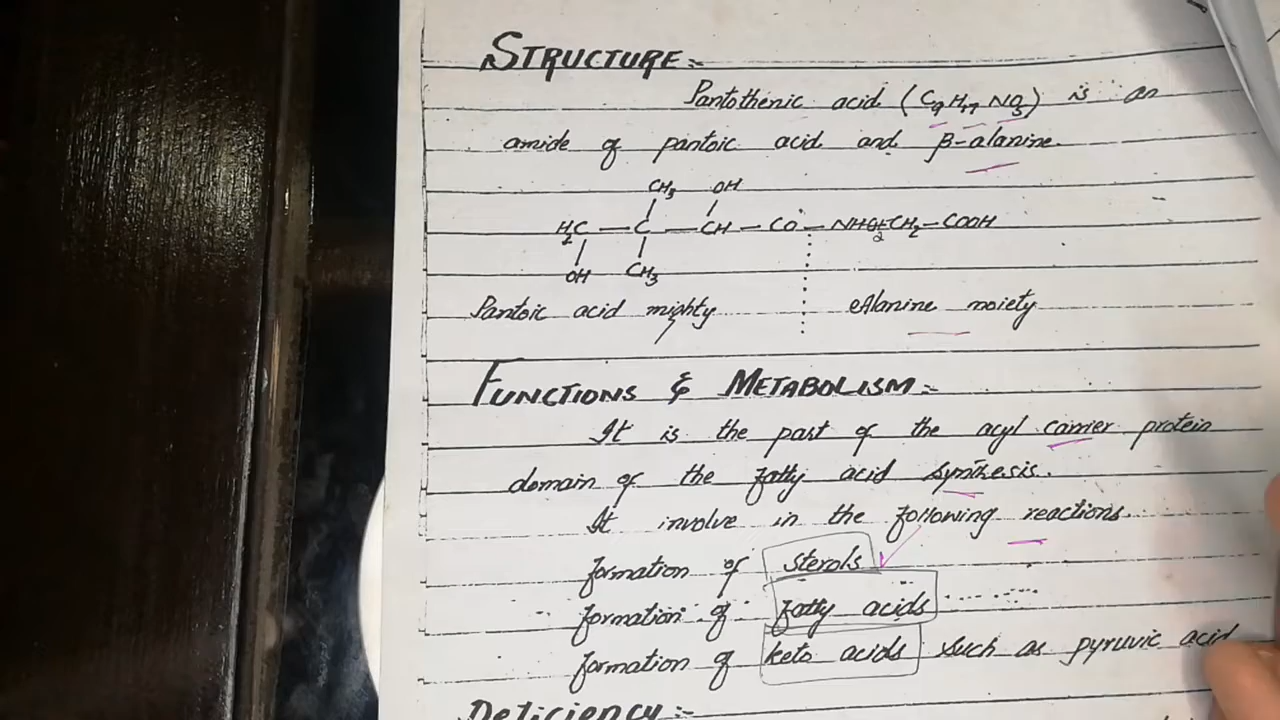 STRUCTURE:-
Pantothenic acid (C9H17NO5) is an
amide of pantoic acid and β-alanine.
CH3 OH
H2C — C — CH — CO — NHCH2CH2 — COOH
OH CH3
Pantoic acid mighty Alanine moiety
FUNCTIONS & METABOLISM:-
It is the part of the acyl carrier protein
domain of the fatty acid synthesis.
It involve in the following reactions.
formation of sterols
formation of fatty acids
formation of keto acids such as pyruvic acid
Deficiency:-